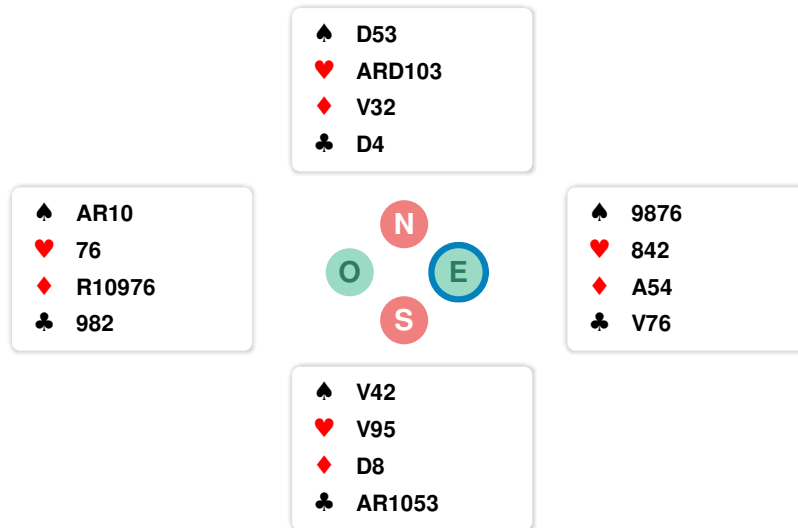 ♠ D53
♥ ARD103
♦ V32
♣ D4
♠ AR10
♥ 76
♦ R10976
♣ 982
N
O E
S
♠ 9876
♥ 842
♦ A54
♣ V76
♠ V42
♥ V95
♦ D8
♣ AR1053